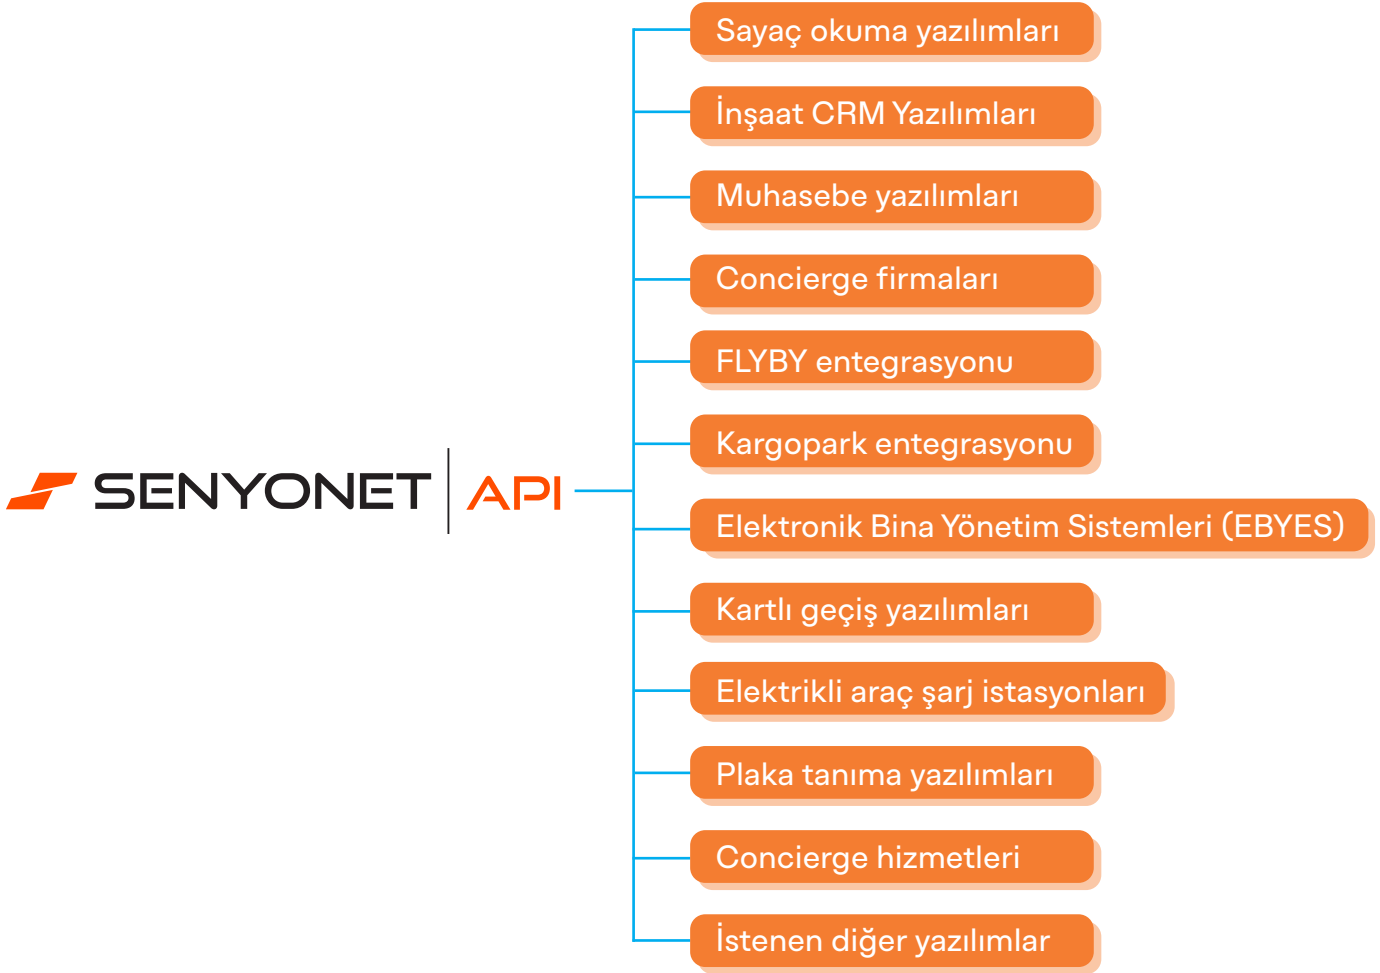 Sayaç okuma yazılımları
İnşaat CRM Yazılımları
Muhasebe yazılımları
Concierge firmaları
FLYBY entegrasyonu
Kargopark entegrasyonu
SENYONET API
Elektronik Bina Yönetim Sistemleri (EBYES)
Kartlı geçiş yazılımları
Elektrikli araç şarj istasyonları
Plaka tanıma yazılımları
Concierge hizmetleri
İstenen diğer yazılımlar